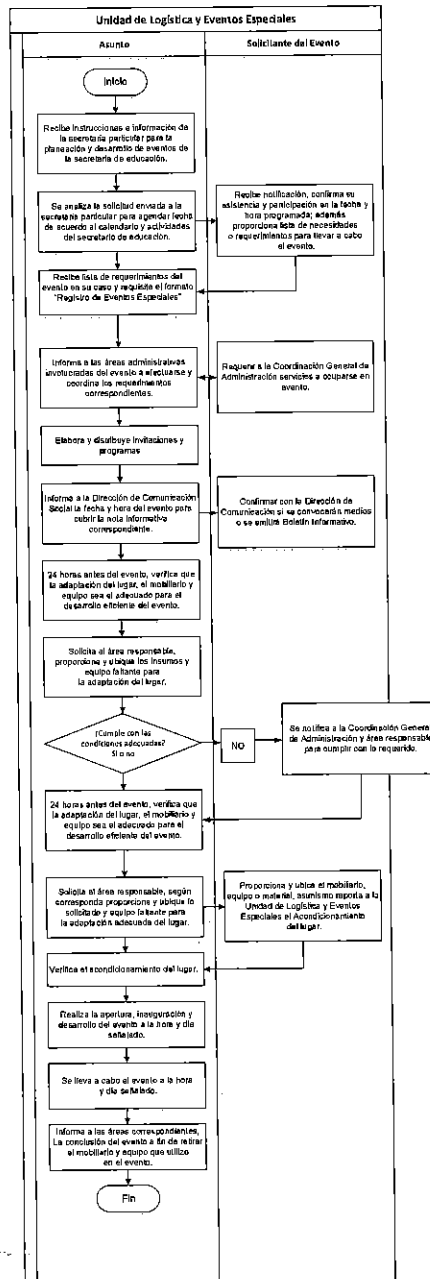 Unidad de Logística y Eventos Especiales
Asunto
Solicitante del Evento
Inicio
Recibe instrucciones e información de
la secretaria particular para la
planeación y desarrollo de eventos de
la secretaría de educación.
Se analiza la solicitud enviada a la
secretaria particular para agendar fecha
de acuerdo al calendario y actividades
del secretario de educación.
Recibe notificación, confirma su
asistencia y participación en la fecha y
hora programada; además
proporciona lista de necesidades
o requerimientos para llevar a cabo
el evento.
Recibe lista de requerimientos del
evento en su caso y requisita el formato
"Registro de Eventos Especiales"
Informa a las áreas administrativas
involucradas del evento a efectuarse y
coordina los requerimientos
correspondientes.
Requiere a la Coordinación General de
Administración servicios a ocuparse en
evento.
Elabora y distribuye invitaciones y
programas
Informa a la Dirección de Comunicación
Social la fecha y hora del evento para
cubrir la nota informativa
correspondiente.
Confirmar con la Dirección de
Comunicación si se convocarán medios
o se emitirá Boletín Informativo.
24 horas antes del evento, verifica que
la adaptación del lugar, el mobiliario y
equipo sea el adecuado para el
desarrollo eficiente del evento.
Solicita al área responsable,
proporcione y ubique los insumos y
equipo faltante para
la adaptación del lugar.
¿Cumple con las
condiciones adecuadas?
Si o no
NO
Se notifica a la Coordinación General
de Administración y área responsable
para cumplir con lo requerido.
24 horas antes del evento, verifica que
la adaptación del lugar, el mobiliario y
equipo sea el adecuado para el
desarrollo eficiente del evento.
Solicita al área responsable, según
corresponda proporcione y ubique lo
solicitado y equipo faltante para
la adaptación adecuada del lugar.
Proporciona y ubica el mobiliario,
equipo o material, asimismo reporta a la
Unidad de Logística y Eventos
Especiales el Acondicionamiento
del lugar.
Verifica el acondicionamiento del lugar.
Realiza la apertura, inauguración y
desarrollo del evento a la hora y día
señalado.
Se lleva a cabo el evento a la hora
y día señalado.
Informa a las áreas correspondientes,
La conclusión del evento a fin de retirar
el mobiliario y equipo que utilizo
en el evento.
Fin